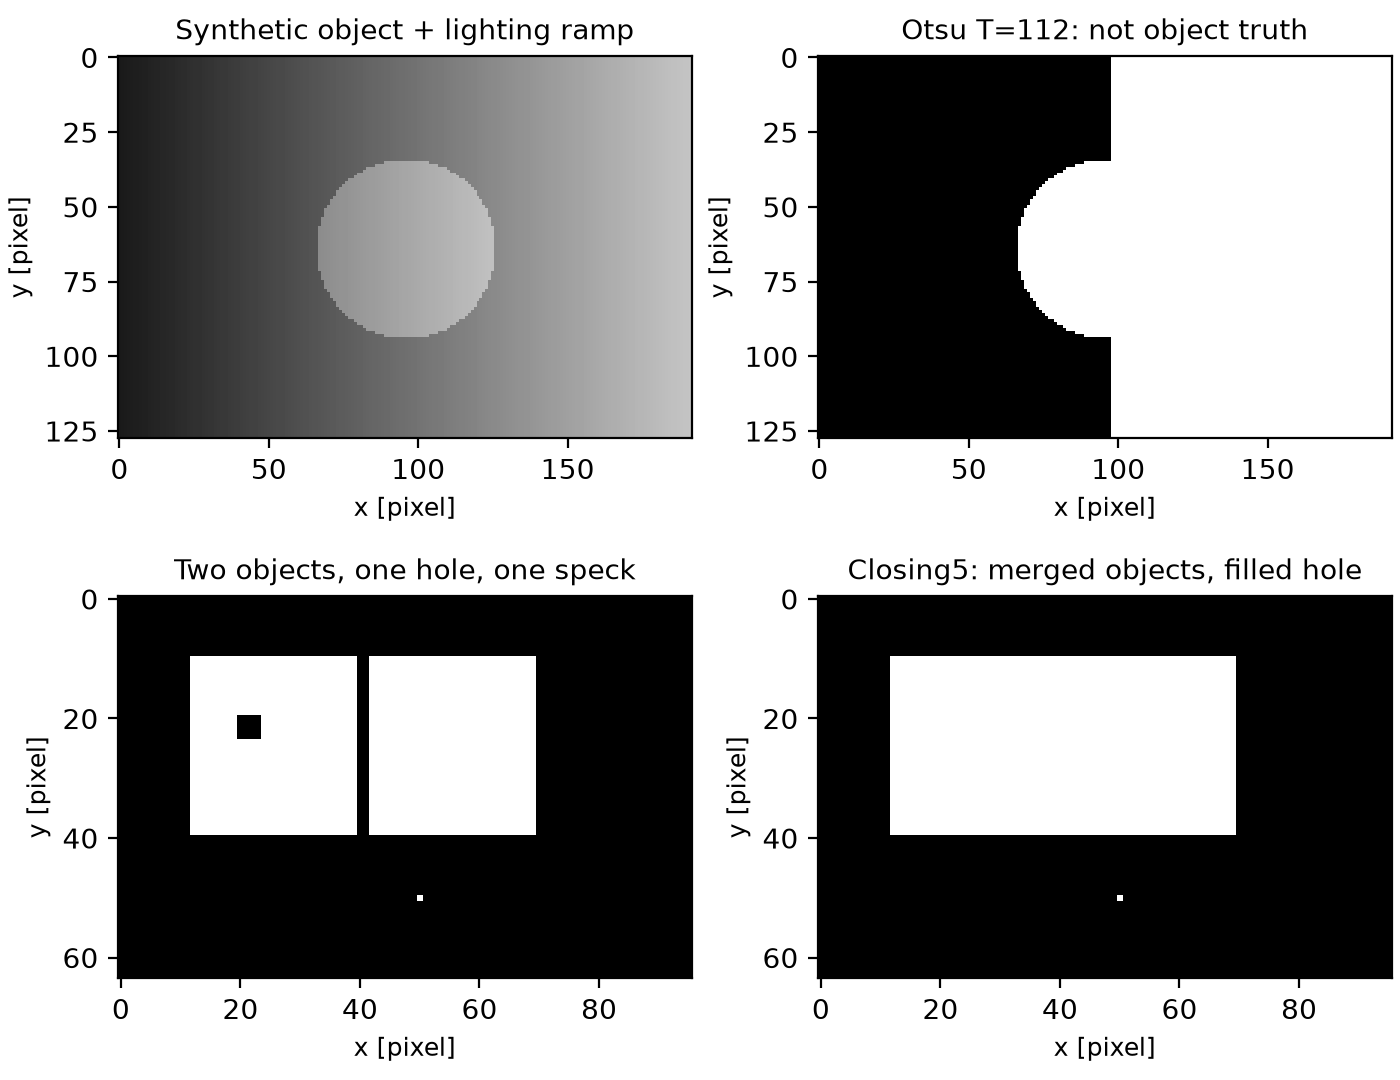 Synthetic object + lighting ramp
0
25
50
75
100
125
y [pixel]
0 50 100 150
x [pixel]
Otsu T=112: not object truth
0
25
50
75
100
125
y [pixel]
0 50 100 150
x [pixel]
Two objects, one hole, one speck
0
20
40
60
y [pixel]
0 20 40 60 80
x [pixel]
Closing5: merged objects, filled hole
0
20
40
60
y [pixel]
0 20 40 60 80
x [pixel]